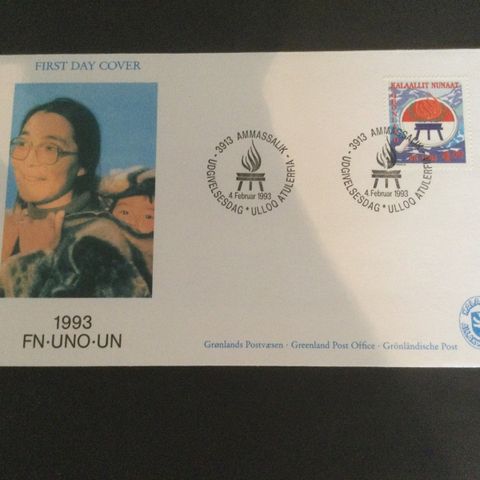 FIRST DAY COVER
KALAALLIT NUNAAT
3913 AMMASSALIK
4. Februar 1993
UDGIVELSESDAG * ULLOQ ATULERFIA
3913 AMMASSALIK
4. Februar 1993
UDGIVELSESDAG * ULLOQ ATULERFIA
1993
FN·UNO·UN
Grønlands Postvæsen · Greenland Post Office · Grönländische Post